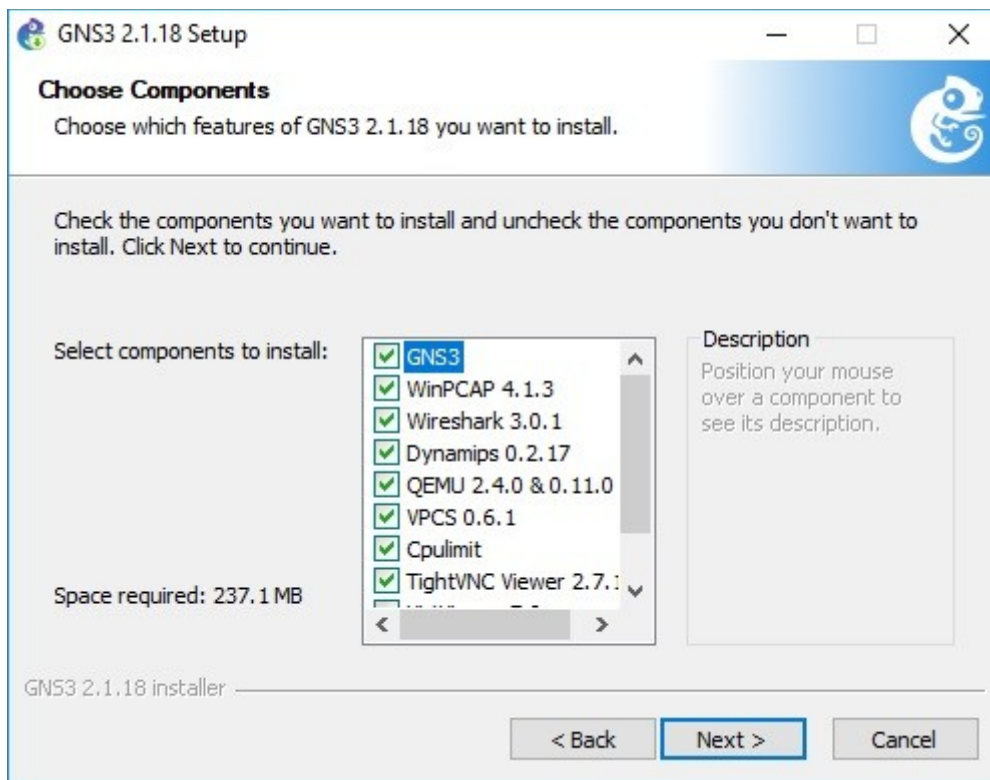 GNS3 2.1.18 Setup
Choose Components
Choose which features of GNS3 2.1.18 you want to install.
Check the components you want to install and uncheck the components you don't want to
install. Click Next to continue.
Select components to install:
GNS3
WinPCAP 4.1.3
Wireshark 3.0.1
Dynamips 0.2.17
QEMU 2.4.0 & 0.11.0
VPCS 0.6.1
Cpulimit
TightVNC Viewer
Description
Position your mouse
over a component to
see its description.
Space required: 237.1 MB
GNS3 2.1.18 installer
< Back
Next >
Cancel